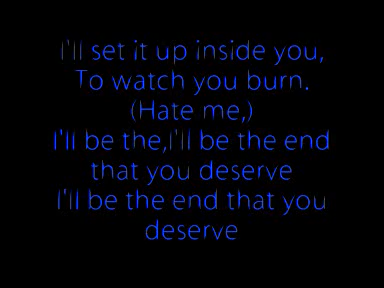 I'll set it up inside you,
To watch you burn.
(Hate me,)
I'll be the,I'll be the end
that you deserve
I'll be the end that you
deserve